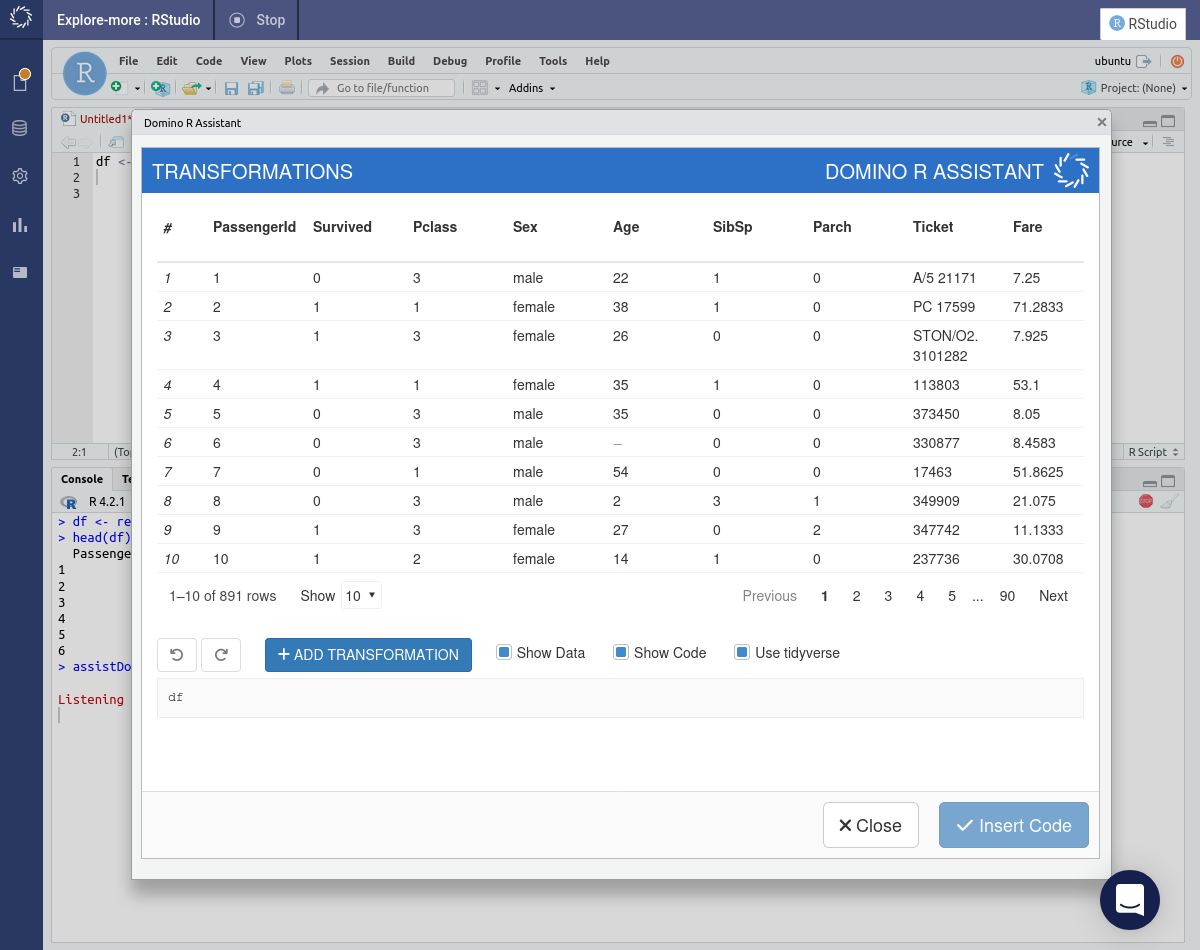 Explore-more : RStudio
Stop
RStudio
R
File Edit Code View Plots Session Build Debug Profile Tools Help
ubuntu
Go to file/function
Addins
Project: (None)
Untitled1*
Domino R Assistant
×
TRANSFORMATIONS
DOMINO R ASSISTANT
1 df <-
2
3
# PassengerId Survived Pclass Sex Age SibSp Parch Ticket Fare
1 1 0 3 male 22 1 0 A/5 21171 7.25
2 2 1 1 female 38 1 0 PC 17599 71.2833
3 3 1 3 female 26 0 0 STON/O2. 7.925
3101282
4 4 1 1 female 35 1 0 113803 53.1
5 5 0 3 male 35 0 0 373450 8.05
6 6 0 3 male – 0 0 330877 8.4583
7 7 0 1 male 54 0 0 17463 51.8625
8 8 0 3 male 2 3 1 349909 21.075
9 9 1 3 female 27 0 2 347742 11.1333
10 10 1 2 female 14 1 0 237736 30.0708
1–10 of 891 rows Show 10
Previous 1 2 3 4 5 ... 90 Next
+ ADD TRANSFORMATION
Show Data
Show Code
Use tidyverse
df
Close
Insert Code
urce
2:1 (To
R Script
Console Te
R 4.2.1
> df <- re
> head(df)
Passenge
1
2
3
4
5
6
> assistDo
Listening